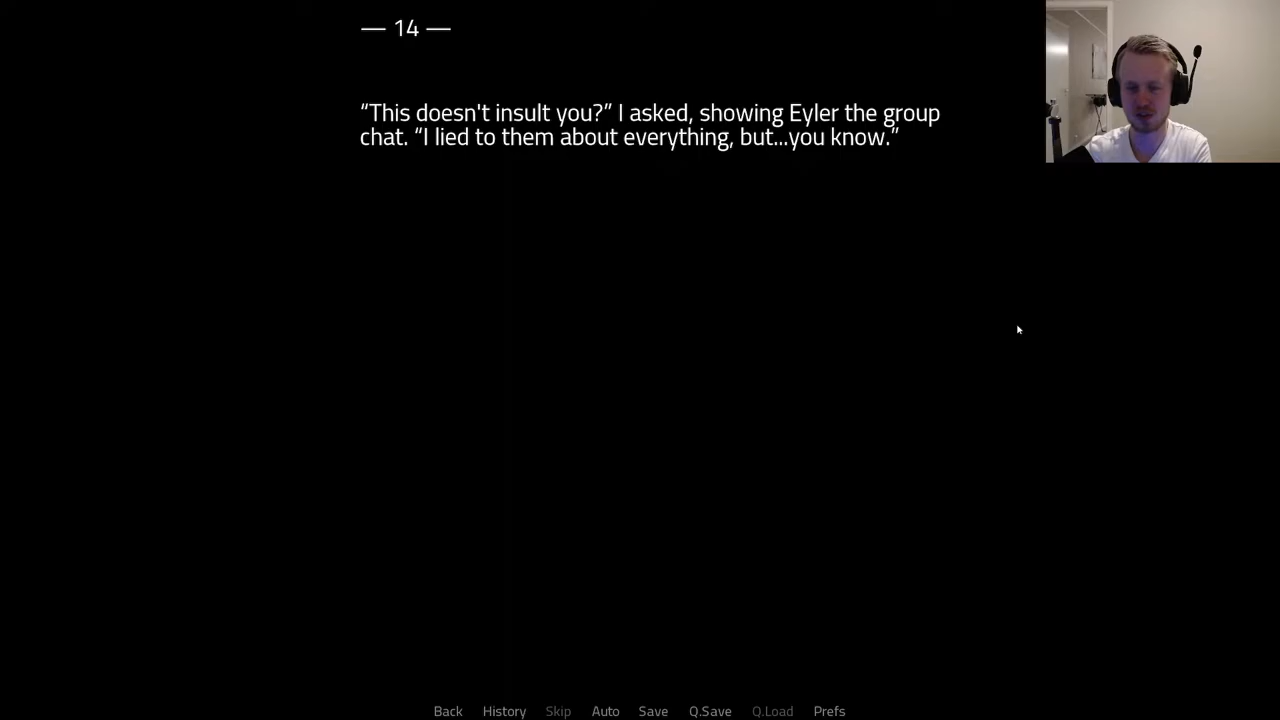 — 14 —
“This doesn't insult you?” I asked, showing Eyler the group
chat. “I lied to them about everything, but...you know.”
Back History Skip Auto Save Q.Save Q.Load Prefs